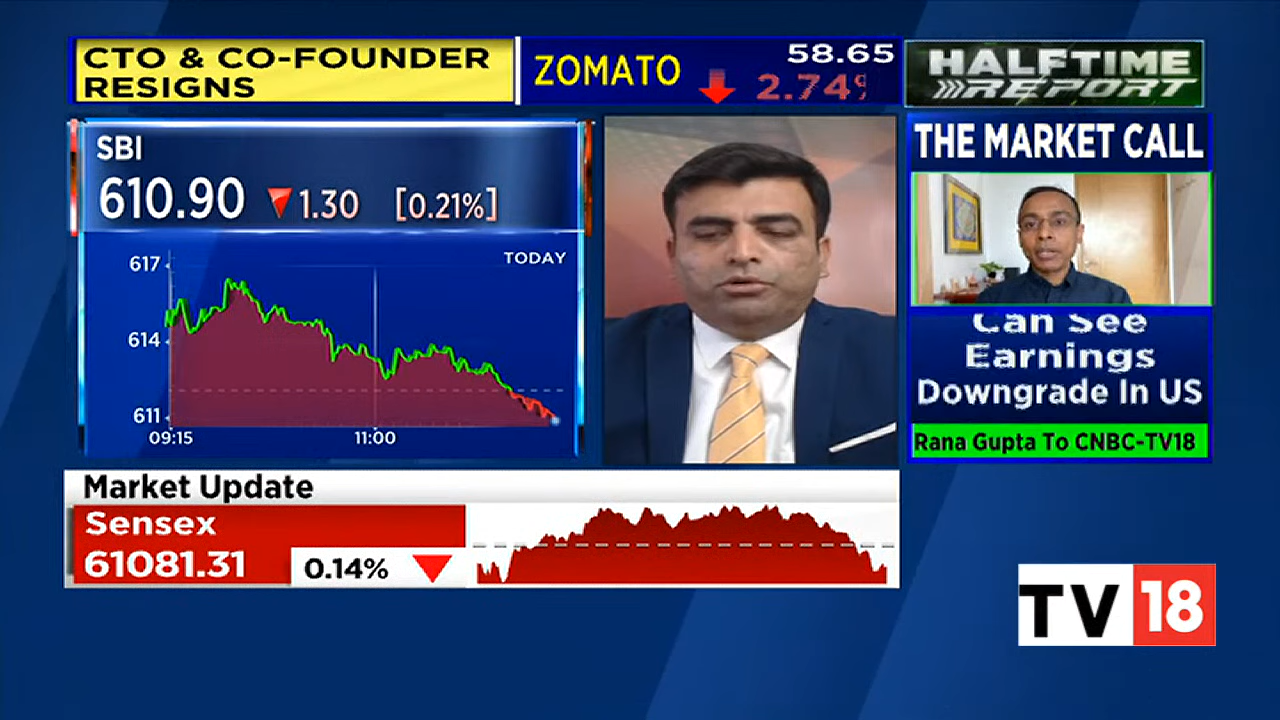 CTO & CO-FOUNDER
RESIGNS
ZOMATO
58.65
2.74%
HALFTIME
REPORT
SBI
610.90 1.30 [0.21%]
TODAY
617
614
611
09:15 11:00
THE MARKET CALL
Can See
Earnings
Downgrade In US
Rana Gupta To CNBC-TV18
Market Update
Sensex
61081.31 0.14%
TV18